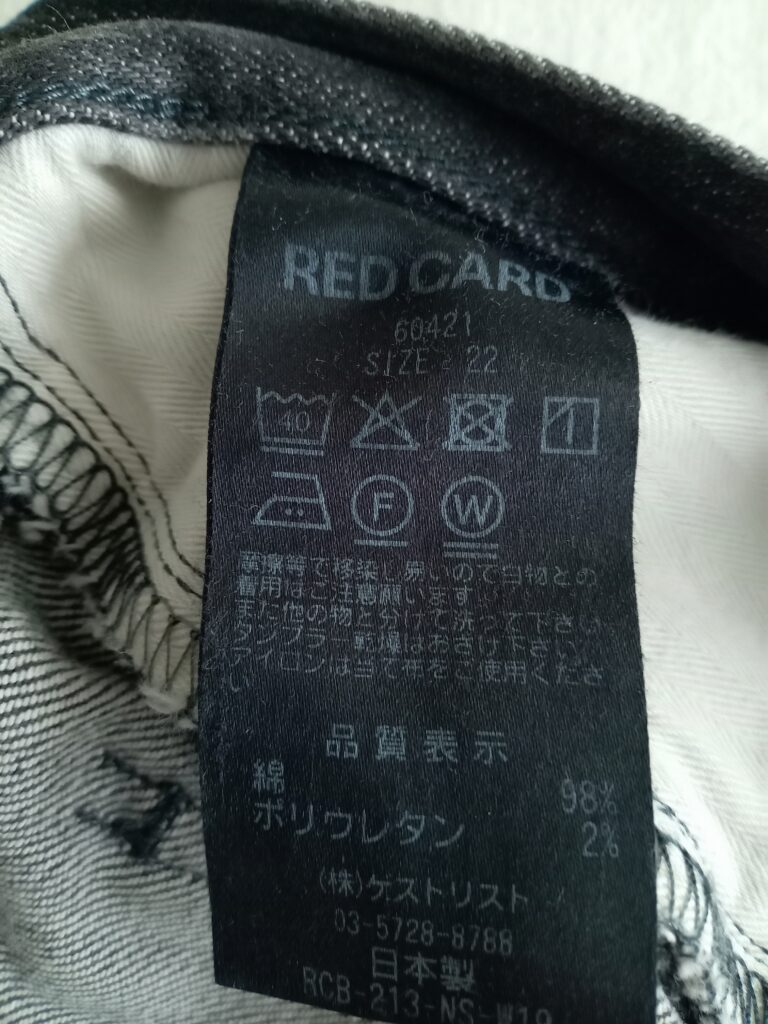 RED CARD
60421
SIZE : 22
40
F W
摩擦等で移染し易いので白物との
着用はご注意願います
また他の物と分けて洗って下さい
タンブラー乾燥はおさけ下さい
アイロンは当て布をご使用くださ
い
品質表示
綿 98%
ポリウレタン 2%
(株)ゲストリスト
03-5728-8788
日本製
RCB-213-NS-W19